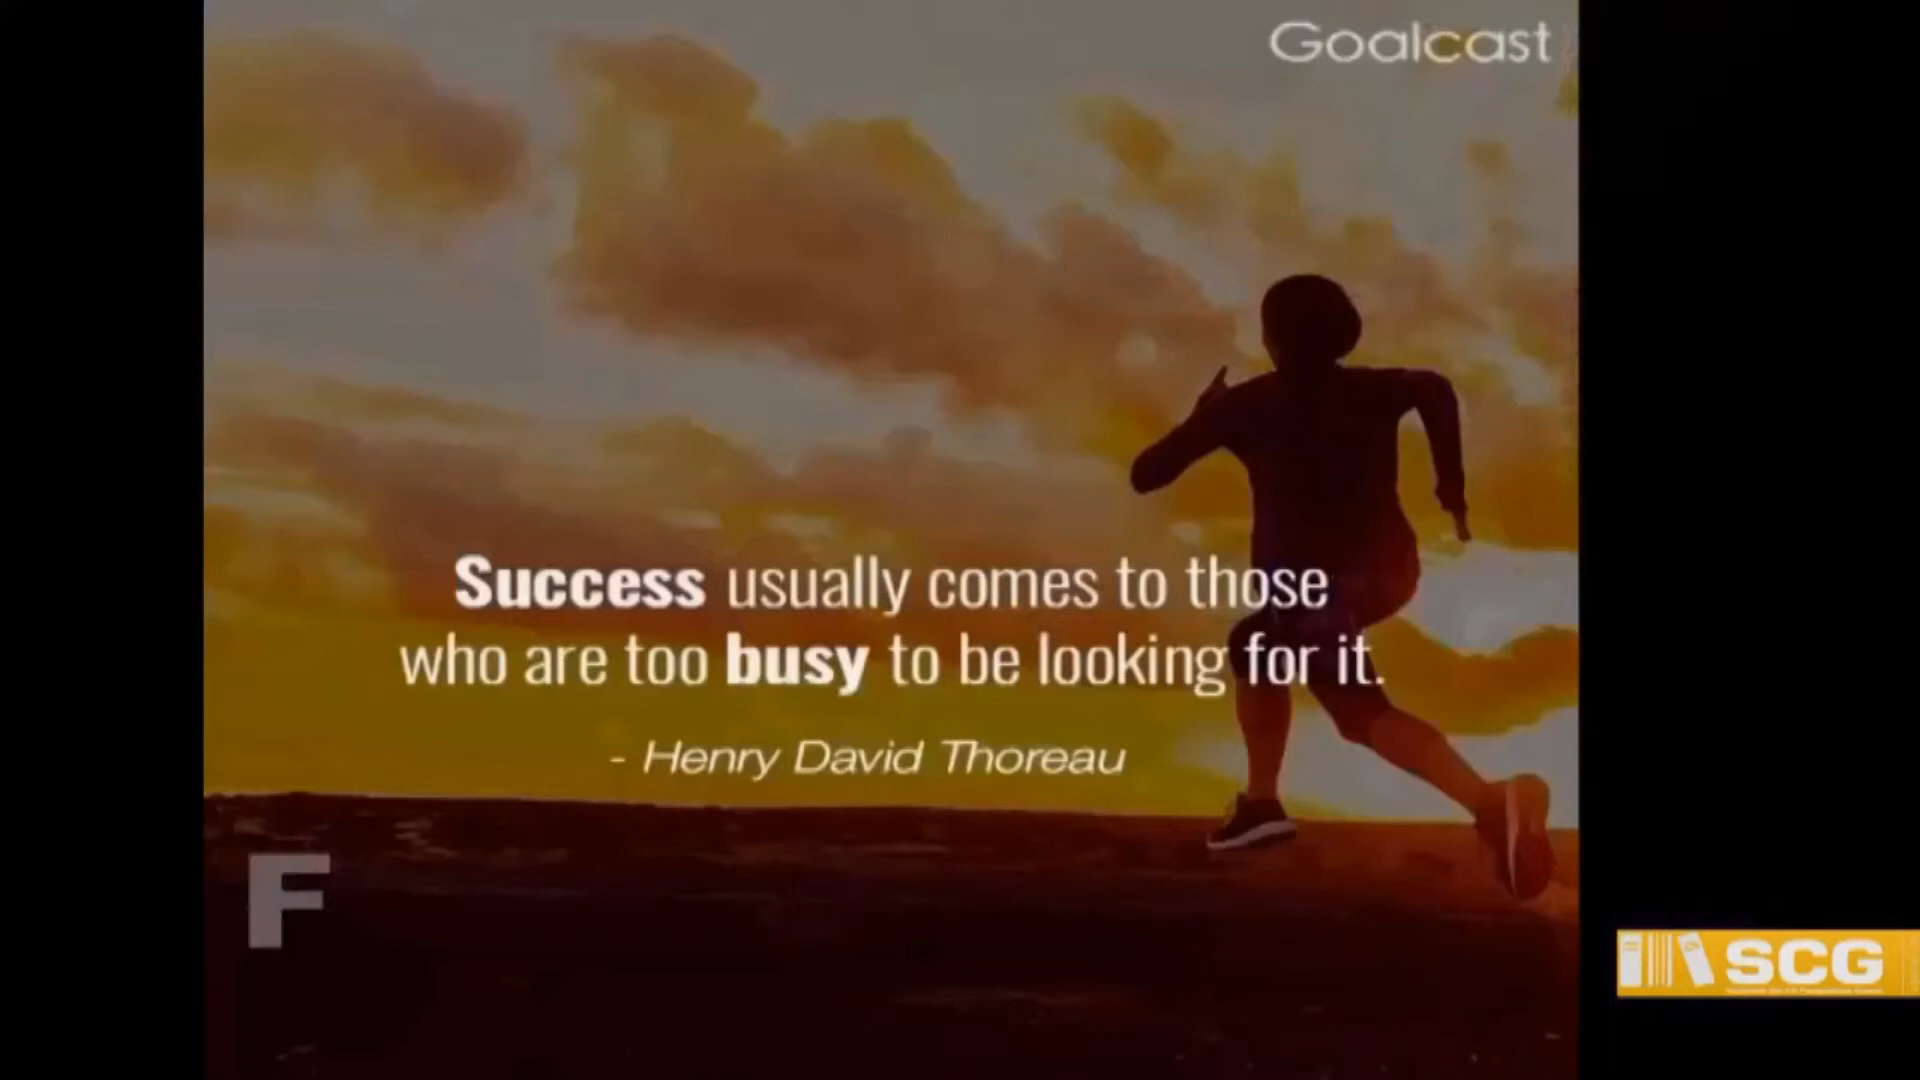 Goalcast
Success usually comes to those
who are too busy to be looking for it.
- Henry David Thoreau
F
SCG